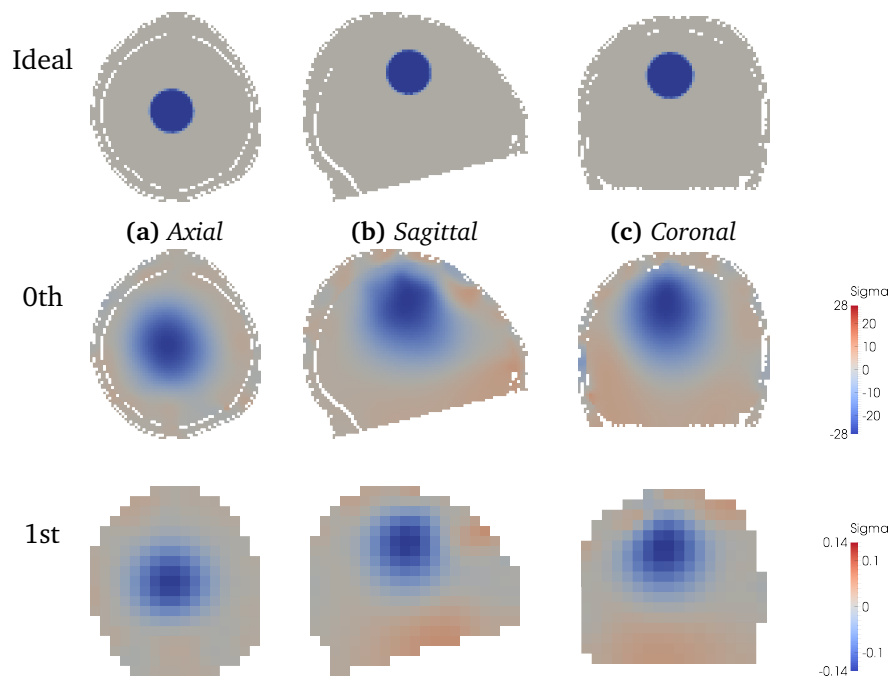 Ideal
(a) Axial
(b) Sagittal
(c) Coronal
0th
Sigma
28
20
10
0
-10
-20
-28
1st
Sigma
0.14
0.1
0
-0.1
-0.14